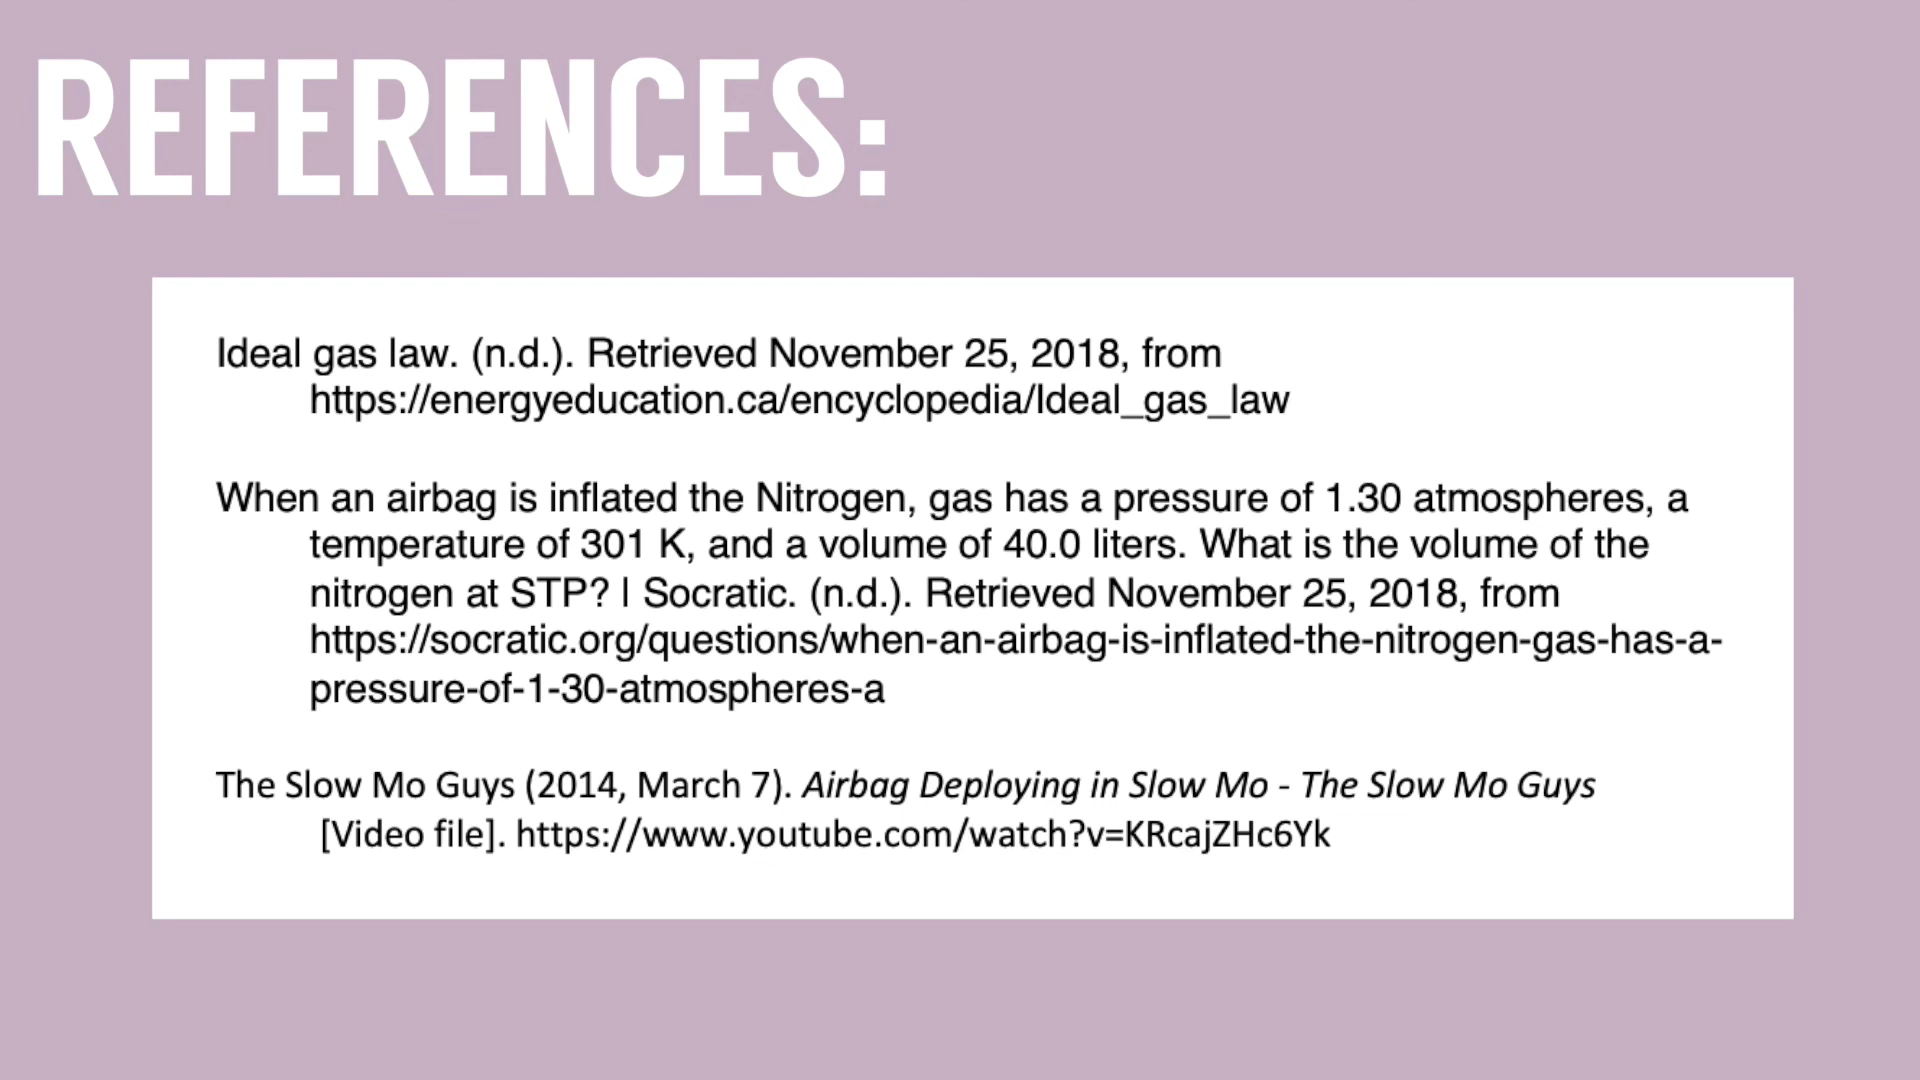 REFERENCES:
Ideal gas law. (n.d.). Retrieved November 25, 2018, from
https://energyeducation.ca/encyclopedia/Ideal_gas_law
When an airbag is inflated the Nitrogen, gas has a pressure of 1.30 atmospheres, a
temperature of 301 K, and a volume of 40.0 liters. What is the volume of the
nitrogen at STP? | Socratic. (n.d.). Retrieved November 25, 2018, from
https://socratic.org/questions/when-an-airbag-is-inflated-the-nitrogen-gas-has-a-
pressure-of-1-30-atmospheres-a
The Slow Mo Guys (2014, March 7). Airbag Deploying in Slow Mo - The Slow Mo Guys
[Video file]. https://www.youtube.com/watch?v=KRcajZHc6Yk